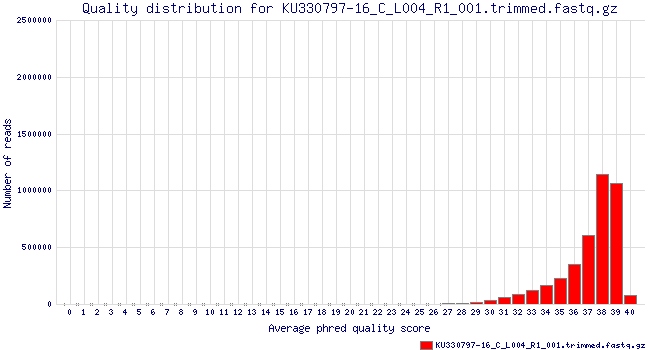 Quality distribution for KU330797-16_C_L004_R1_001.trimmed.fastq.gz
2500000
2000000
1500000
1000000
500000
0
Number of reads
0 1 2 3 4 5 6 7 8 9 10 11 12 13 14 15 16 17 18 19 20 21 22 23 24 25 26 27 28 29 30 31 32 33 34 35 36 37 38 39 40
Average phred quality score
KU330797-16_C_L004_R1_001.trimmed.fastq.gz